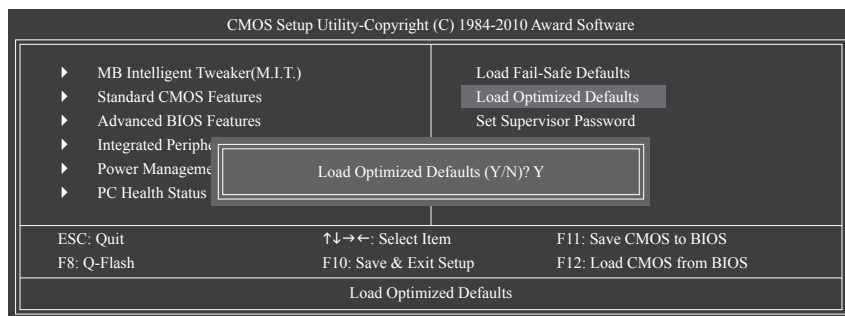 CMOS Setup Utility-Copyright (C) 1984-2010 Award Software
MB Intelligent Tweaker(M.I.T.)
Standard CMOS Features
Advanced BIOS Features
Integrated Periphe
Power Manageme
PC Health Status
Load Fail-Safe Defaults
Load Optimized Defaults
Set Supervisor Password
Load Optimized Defaults (Y/N)? Y
ESC: Quit ↑↓→←: Select Item F11: Save CMOS to BIOS
F8: Q-Flash F10: Save & Exit Setup F12: Load CMOS from BIOS
Load Optimized Defaults